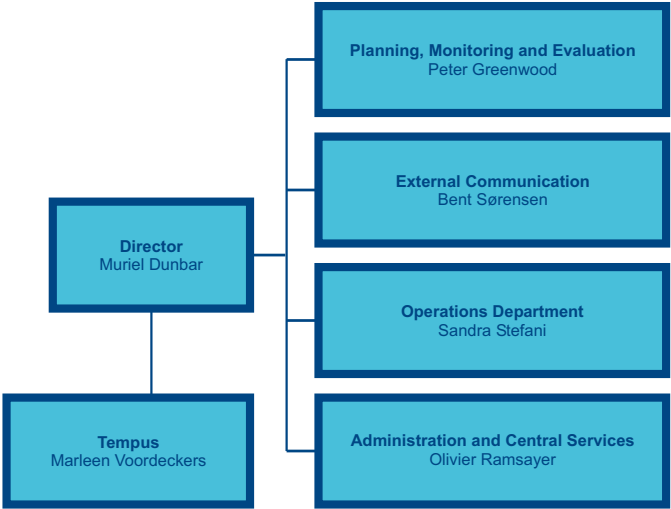 Planning, Monitoring and Evaluation
Peter Greenwood
External Communication
Bent Sørensen
Director
Muriel Dunbar
Operations Department
Sandra Stefani
Tempus
Marleen Voordeckers
Administration and Central Services
Olivier Ramsayer